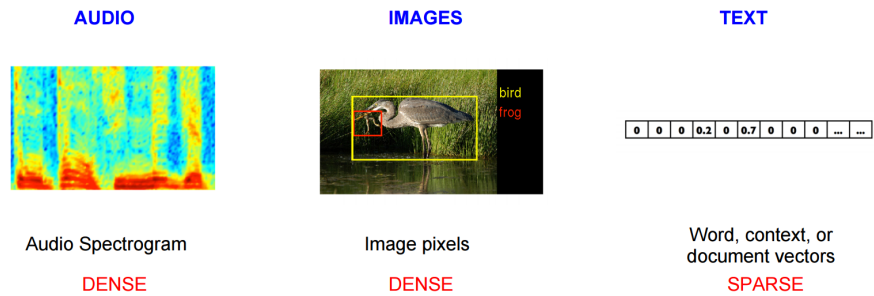 AUDIO
IMAGES
TEXT
bird
frog
0 0 0 0.2 0 0.7 0 0 0 ... ...
Audio Spectrogram
Image pixels
Word, context, or
document vectors
DENSE
DENSE
SPARSE